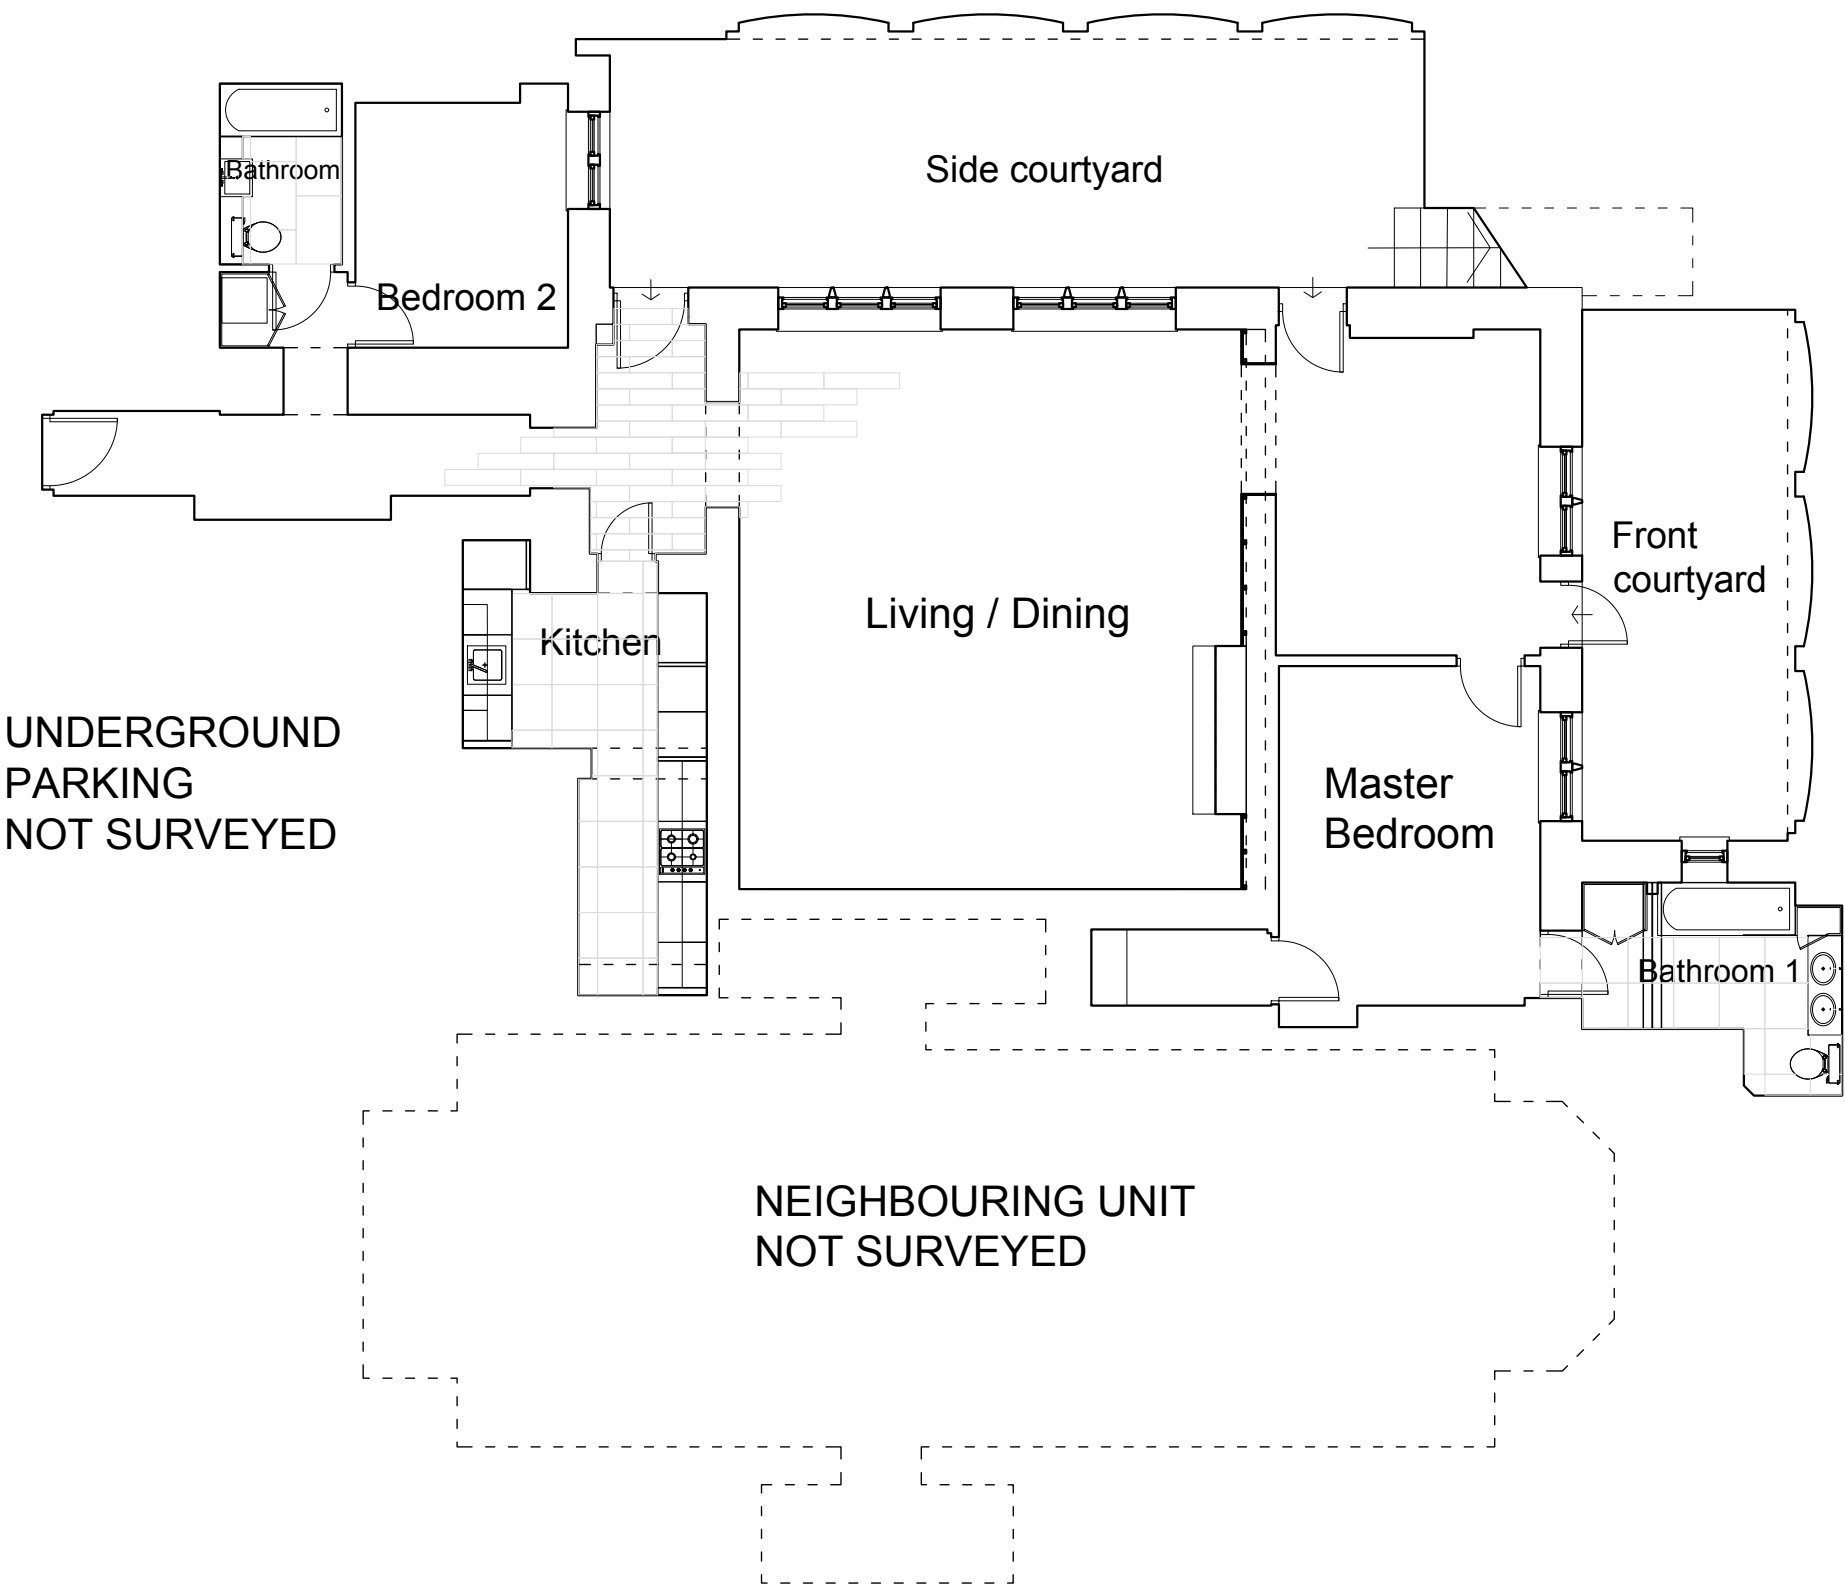 Bathroom
Side courtyard
Bedroom 2
Front
courtyard
Living / Dining
Kitchen
UNDERGROUND
PARKING
NOT SURVEYED
Master
Bedroom
Bathroom 1
NEIGHBOURING UNIT
NOT SURVEYED